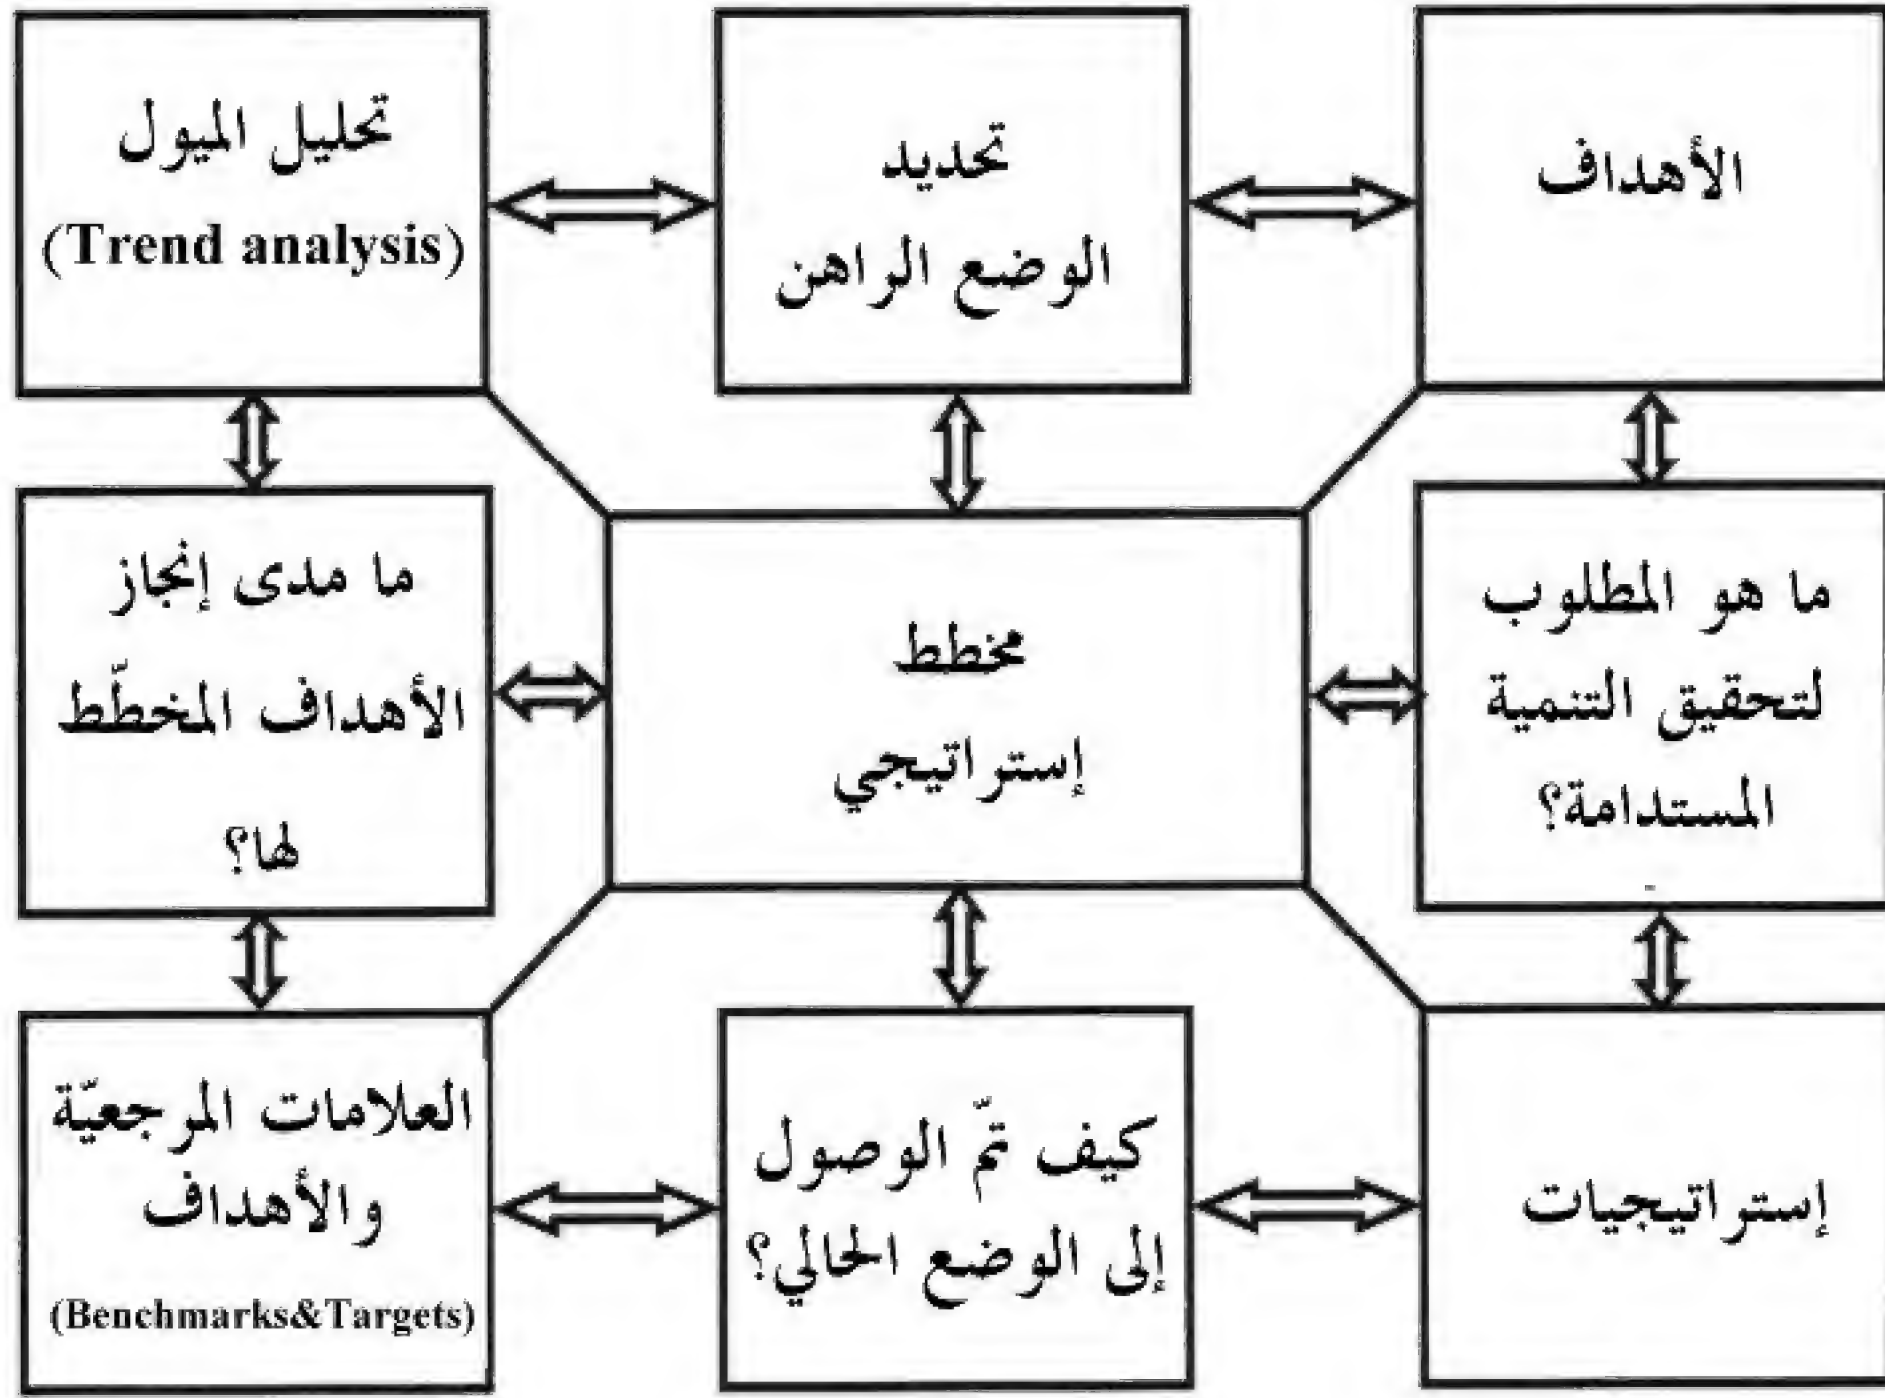 الأهداف
تحديد
الوضع الراهن
تحليل الميول
(Trend analysis)
ما هو المطلوب
لتحقيق التنمية
المستدامة؟
مخطط
إستراتيجي
ما مدى إنجاز
الأهداف المخطّط
لها؟
إستراتيجيات
كيف تمّ الوصول
إلى الوضع الحالي؟
العلامات المرجعيّة
والأهداف
(Benchmarks&Targets)